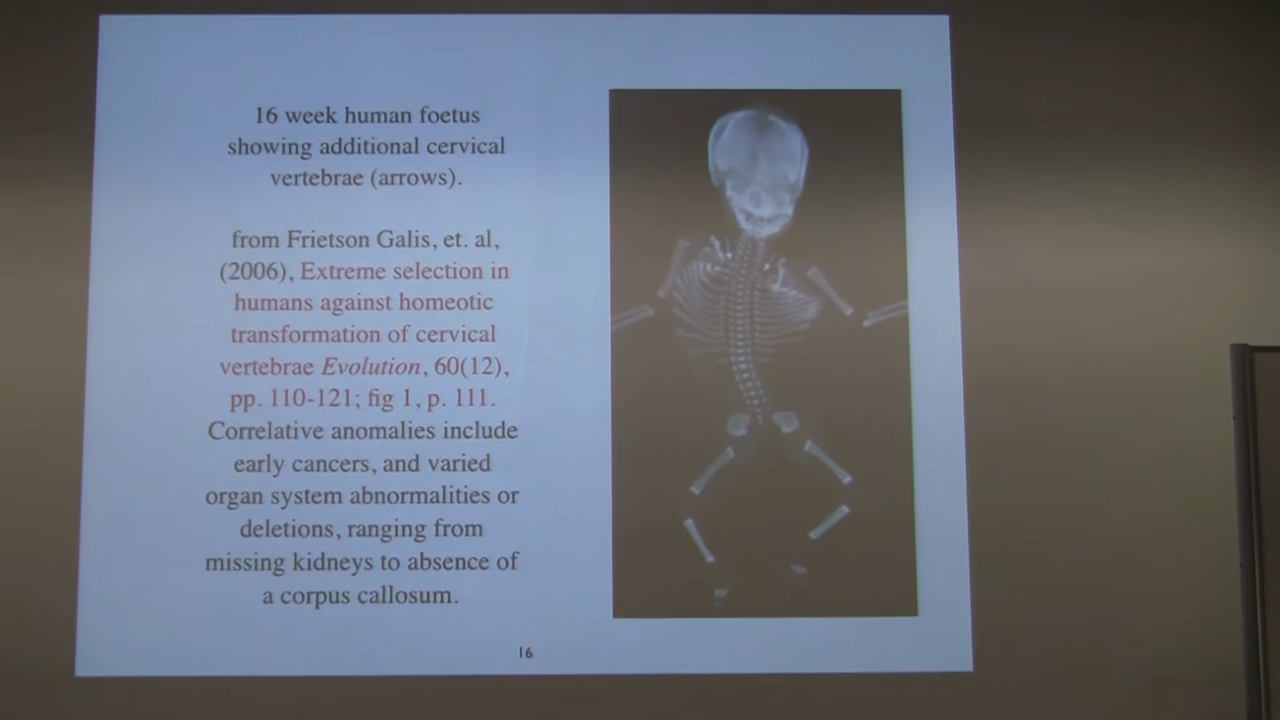 16 week human foetus
showing additional cervical
vertebrae (arrows).
from Frietson Galis, et. al,
(2006), Extreme selection in
humans against homeotic
transformation of cervical
vertebrae Evolution, 60(12),
pp. 110-121; fig 1, p. 111.
Correlative anomalies include
early cancers, and varied
organ system abnormalities or
deletions, ranging from
missing kidneys to absence of
a corpus callosum.
16